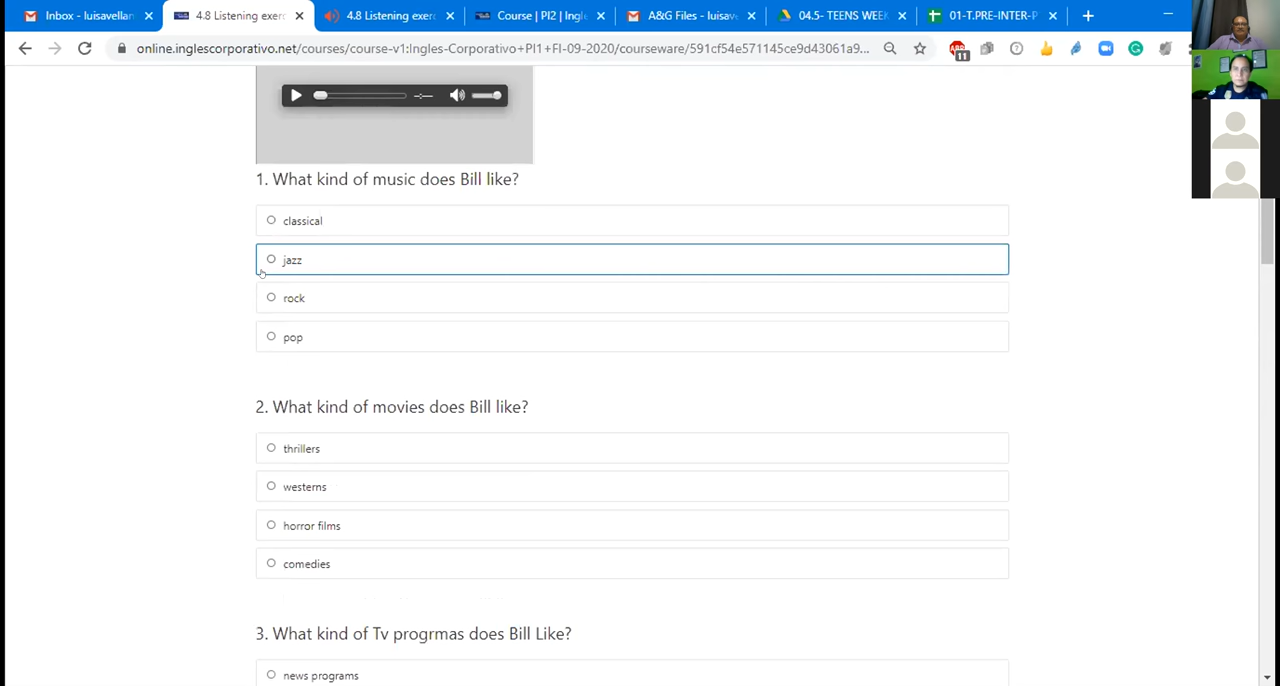 Inbox - luisavellan
4.8 Listening exerc
4.8 Listening exerc
Course | PI2 | Ingl
A&G Files - luisav
04.5- TEENS WEEK
01-T.PRE-INTER-P
online.inglescorporativo.net/courses/course-v1:Ingles-Corporativo+PI1+FI-09-2020/courseware/591cf54e571145ce9d43061a9...
11
1. What kind of music does Bill like?
classical
jazz
rock
pop
2. What kind of movies does Bill like?
thrillers
westerns
horror films
comedies
3. What kind of Tv progrmas does Bill Like?
news programs